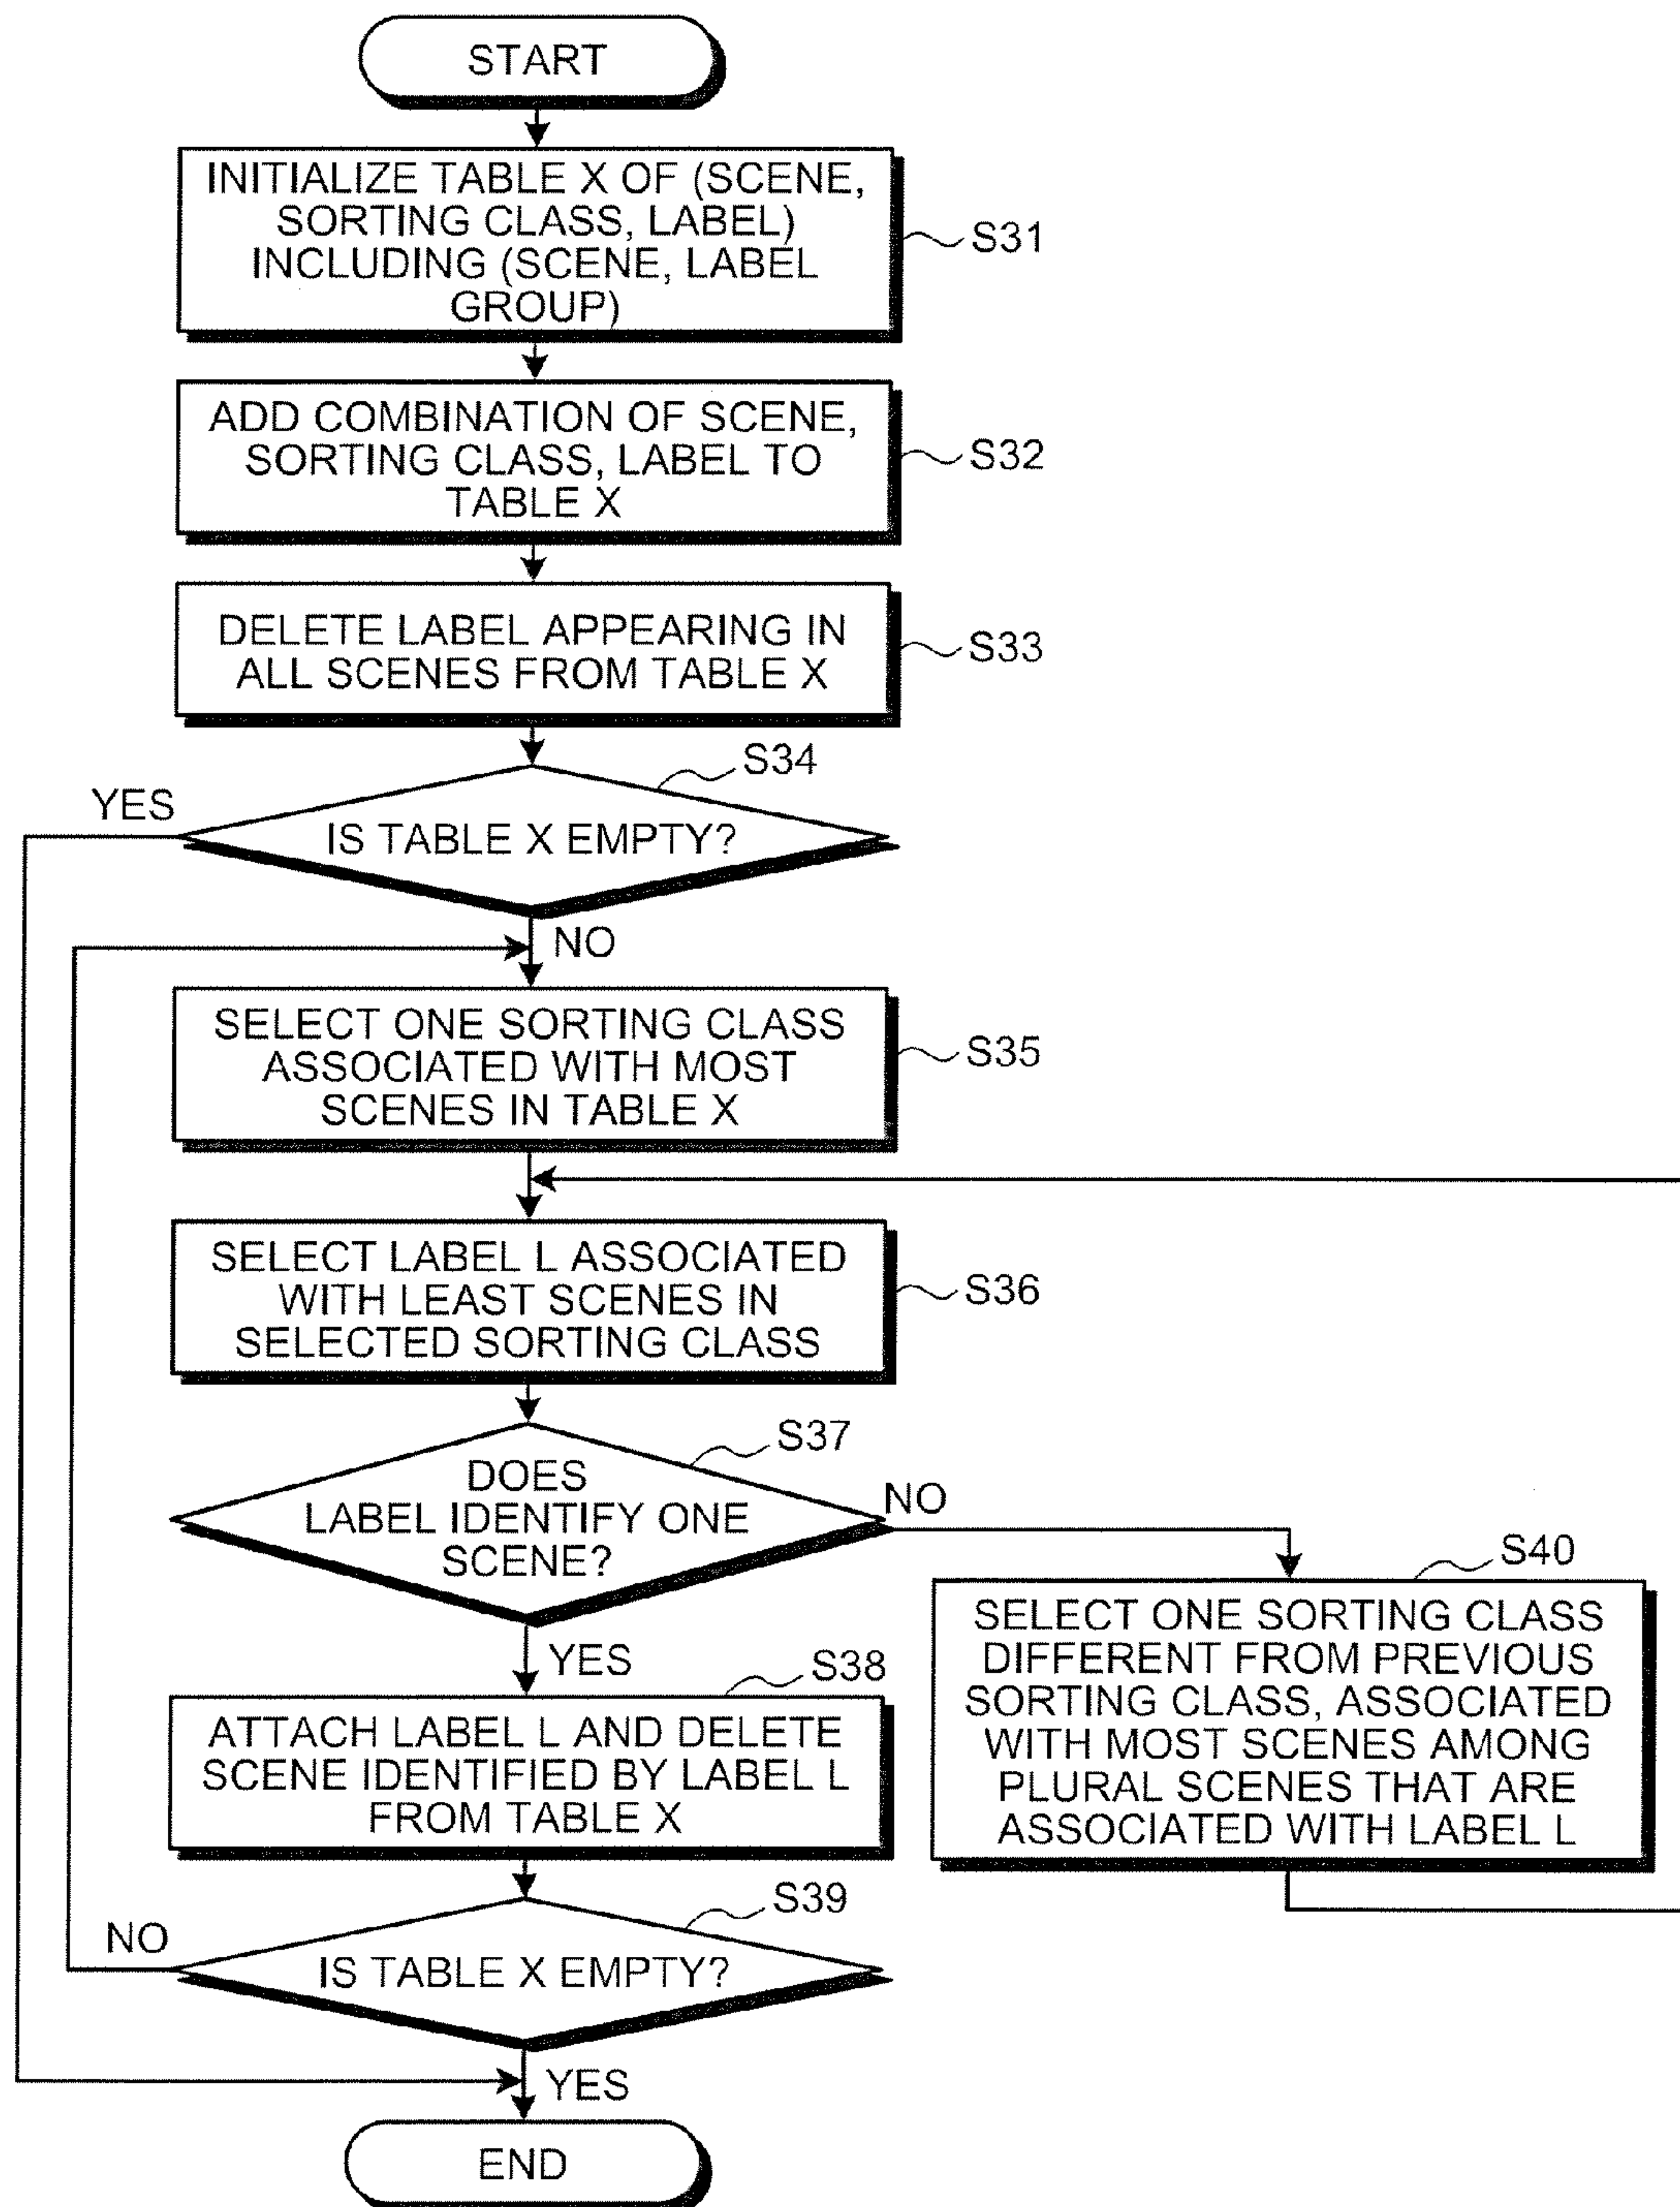 START
INITIALIZE TABLE X OF (SCENE,
SORTING CLASS, LABEL)
INCLUDING (SCENE, LABEL
GROUP)
S31
ADD COMBINATION OF SCENE,
SORTING CLASS, LABEL TO
TABLE X
S32
DELETE LABEL APPEARING IN
ALL SCENES FROM TABLE X
S33
S34
YES
IS TABLE X EMPTY?
NO
SELECT ONE SORTING CLASS
ASSOCIATED WITH MOST
SCENES IN TABLE X
S35
SELECT LABEL L ASSOCIATED
WITH LEAST SCENES IN
SELECTED SORTING CLASS
S36
S37
DOES
LABEL IDENTIFY ONE
SCENE?
NO
YES
S40
SELECT ONE SORTING CLASS
DIFFERENT FROM PREVIOUS
SORTING CLASS, ASSOCIATED
WITH MOST SCENES AMONG
PLURAL SCENES THAT ARE
ASSOCIATED WITH LABEL L
S38
ATTACH LABEL L AND DELETE
SCENE IDENTIFIED BY LABEL L
FROM TABLE X
S39
NO
IS TABLE X EMPTY?
YES
END